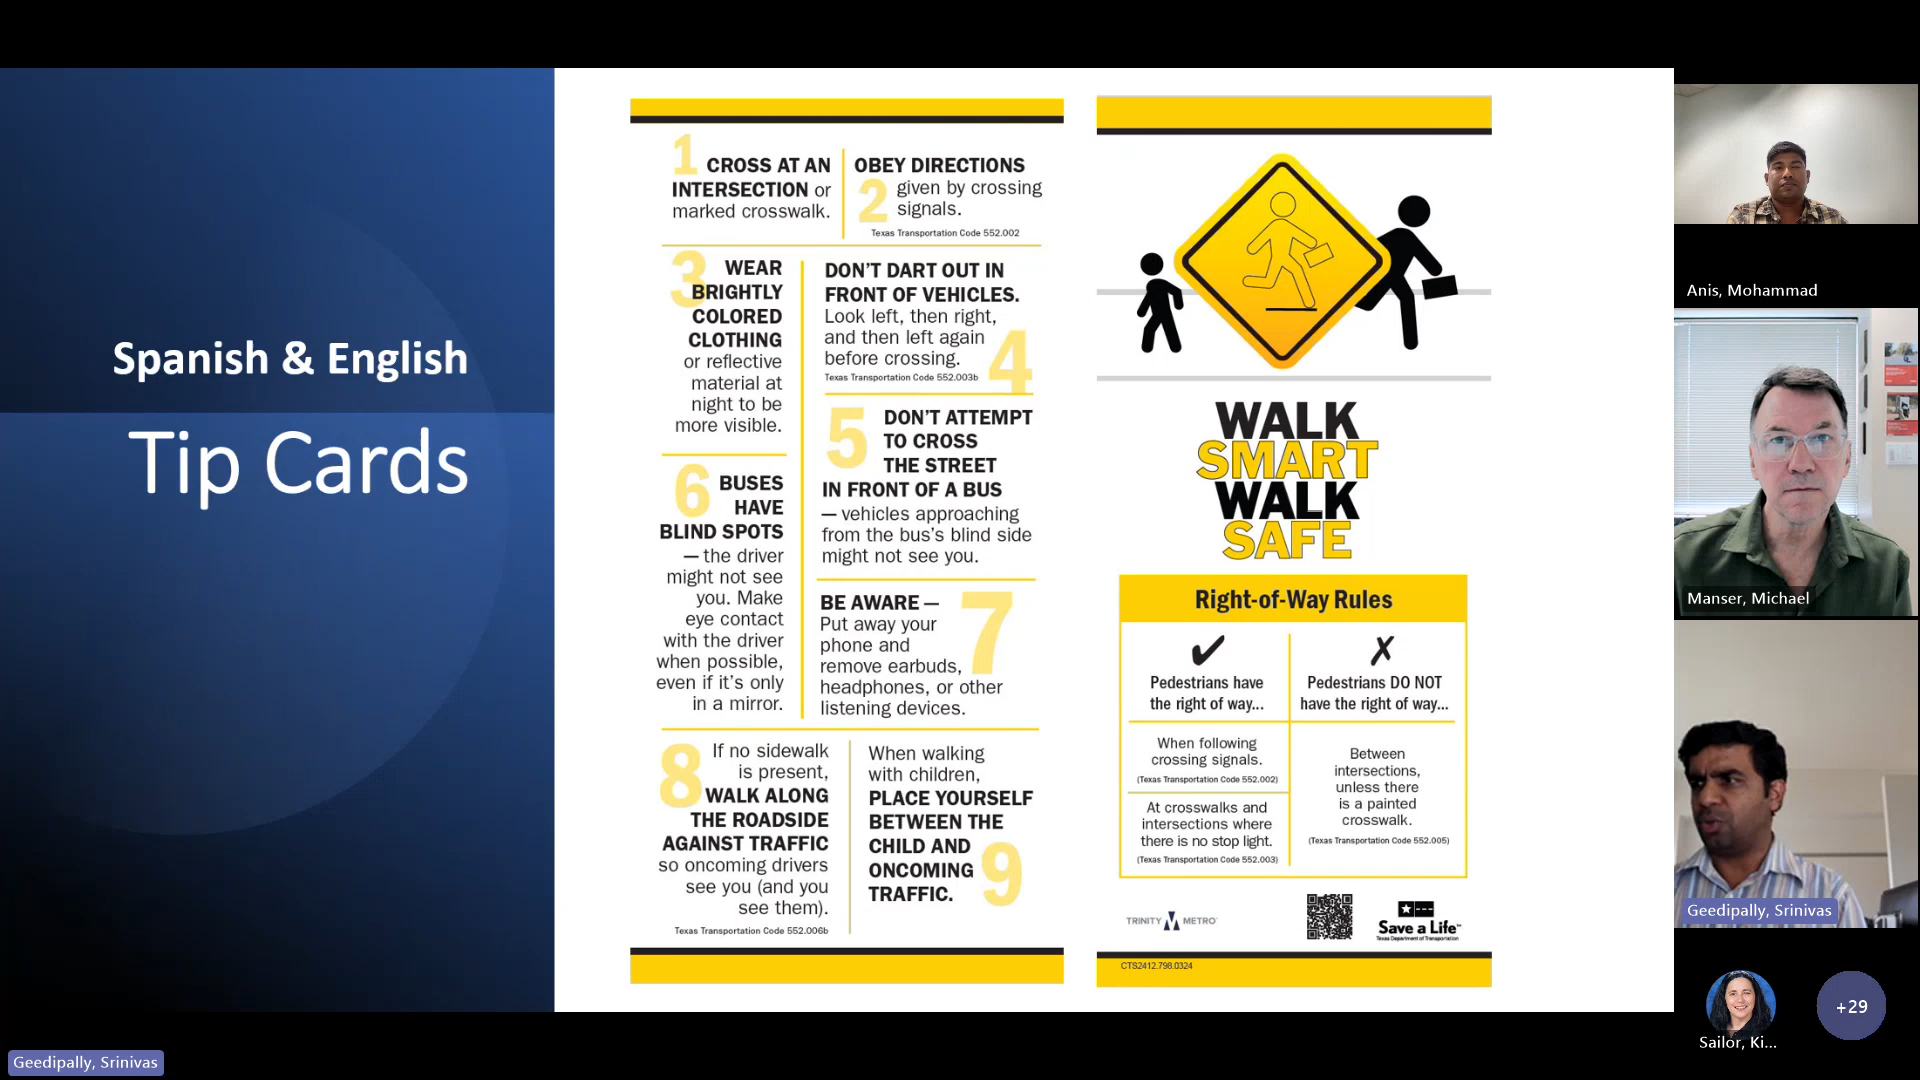 Spanish & English
Tip Cards
1
CROSS AT AN
INTERSECTION or
marked crosswalk.
OBEY DIRECTIONS
2
given by crossing
signals.
Texas Transportation Code 552.002
3
WEAR
BRIGHTLY
COLORED
CLOTHING
or reflective
material at
night to be
more visible.
DON'T DART OUT IN
FRONT OF VEHICLES.
Look left, then right,
and then left again
before crossing.
4
Texas Transportation Code 552.003b
5
DON'T ATTEMPT
TO CROSS
THE STREET
IN FRONT OF A BUS
— vehicles approaching
from the bus's blind side
might not see you.
6
BUSES
HAVE
BLIND SPOTS
— the driver
might not see
you. Make
eye contact
with the driver
when possible,
even if it's only
in a mirror.
BE AWARE —
7
Put away your
phone and
remove earbuds,
headphones, or other
listening devices.
8
If no sidewalk
is present,
WALK ALONG
THE ROADSIDE
AGAINST TRAFFIC
so oncoming drivers
see you (and you
see them).
Texas Transportation Code 552.006b
When walking
with children,
PLACE YOURSELF
BETWEEN THE
CHILD AND
ONCOMING
TRAFFIC.
9
WALK
SMART
WALK
SAFE
Right-of-Way Rules
✔
Pedestrians have
the right of way...
When following
crossing signals.
(Texas Transportation Code 552.002)
At crosswalks and
intersections where
there is no stop light.
(Texas Transportation Code 552.003)
✗
Pedestrians DO NOT
have the right of way...
Between
intersections,
unless there
is a painted
crosswalk.
(Texas Transportation Code 552.005)
TRINITY METRO
Save a Life™
Texas Department of Transportation
CTS2412.798.0324
Anis, Mohammad
Manser, Michael
Geedipally, Srinivas
Sailor, Ki...
+29
Geedipally, Srinivas